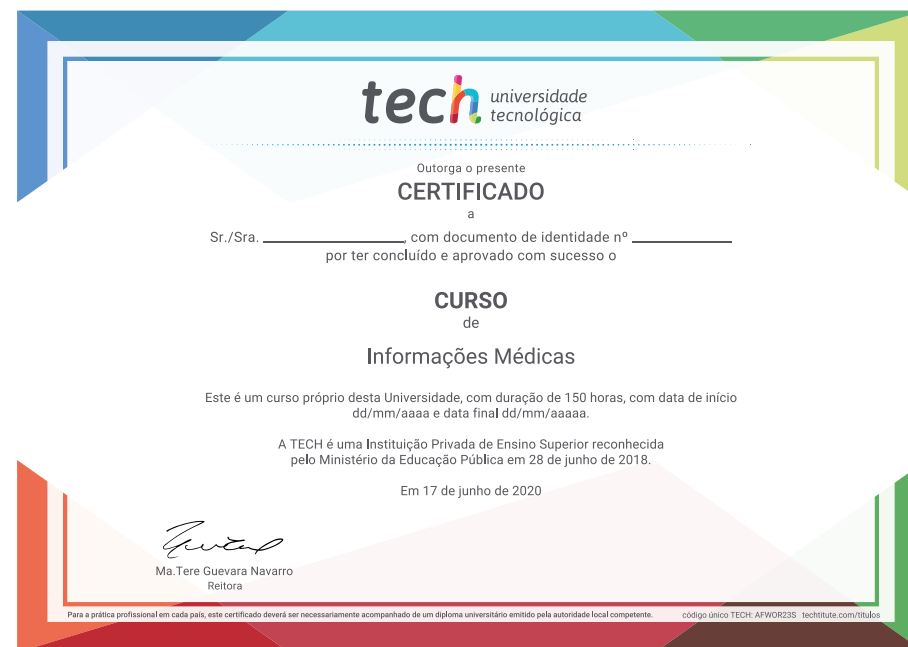 tech universidade
tecnológica
Outorga o presente
CERTIFICADO
a
Sr./Sra. , com documento de identidade nº
por ter concluído e aprovado com sucesso o
CURSO
de
Informações Médicas
Este é um curso próprio desta Universidade, com duração de 150 horas, com data de início
dd/mm/aaaa e data final dd/mm/aaaaa.
A TECH é uma Instituição Privada de Ensino Superior reconhecida
pelo Ministério da Educação Pública em 28 de junho de 2018.
Em 17 de junho de 2020
Ma.Tere Guevara Navarro
Reitora
Para a prática profissional em cada país, este certificado deverá ser necessariamente acompanhado de um diploma universitário emitido pela autoridade local competente. código único TECH: AFWOR23S techtitute.com/titulos